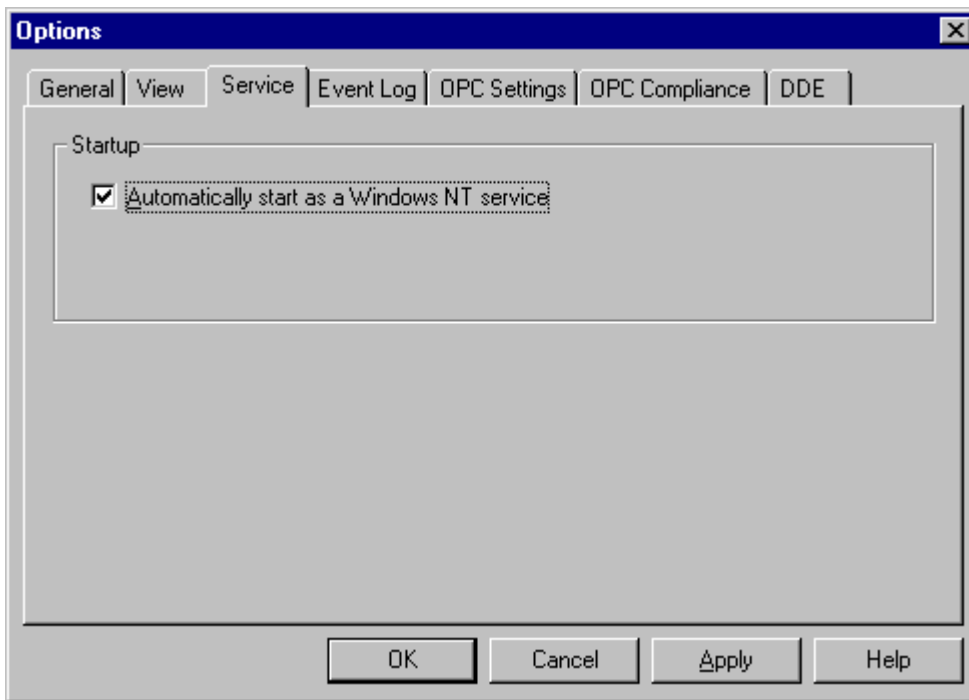 Options
General View Service Event Log OPC Settings OPC Compliance DDE
Startup
Automatically start as a Windows NT service
OK Cancel Apply Help